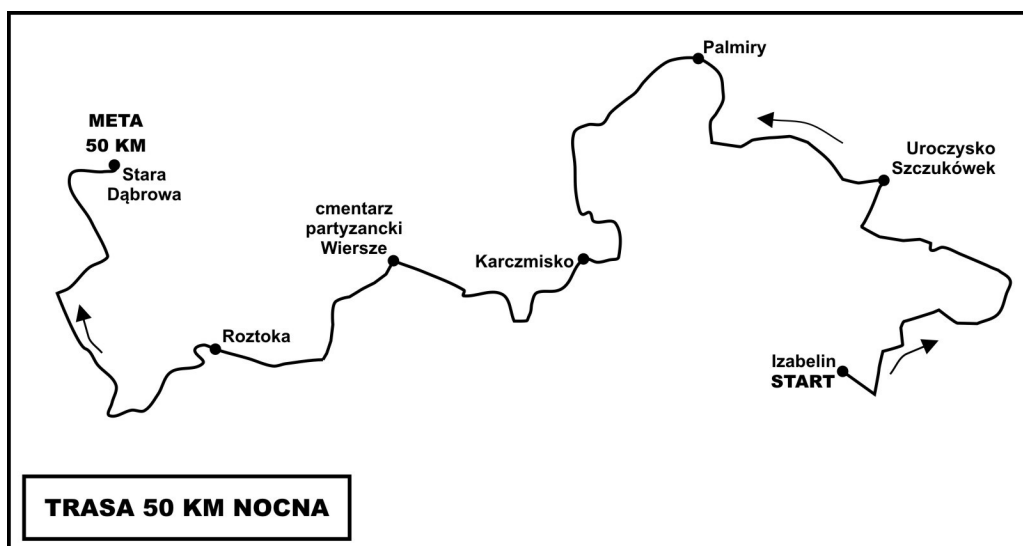 Palmiry
META
50 KM
Stara
Dąbrowa
Uroczysko
Szczukówek
cmentarz
partyzancki
Wiersze
Karczmisko
Roztoka
Izabelin
START
TRASA 50 KM NOCNA